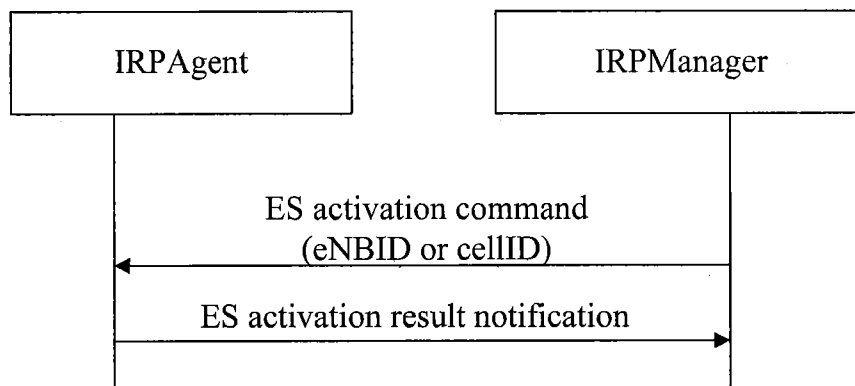 IRPAgent
IRPManager
ES activation command
(eNBID or cellID)
ES activation result notification